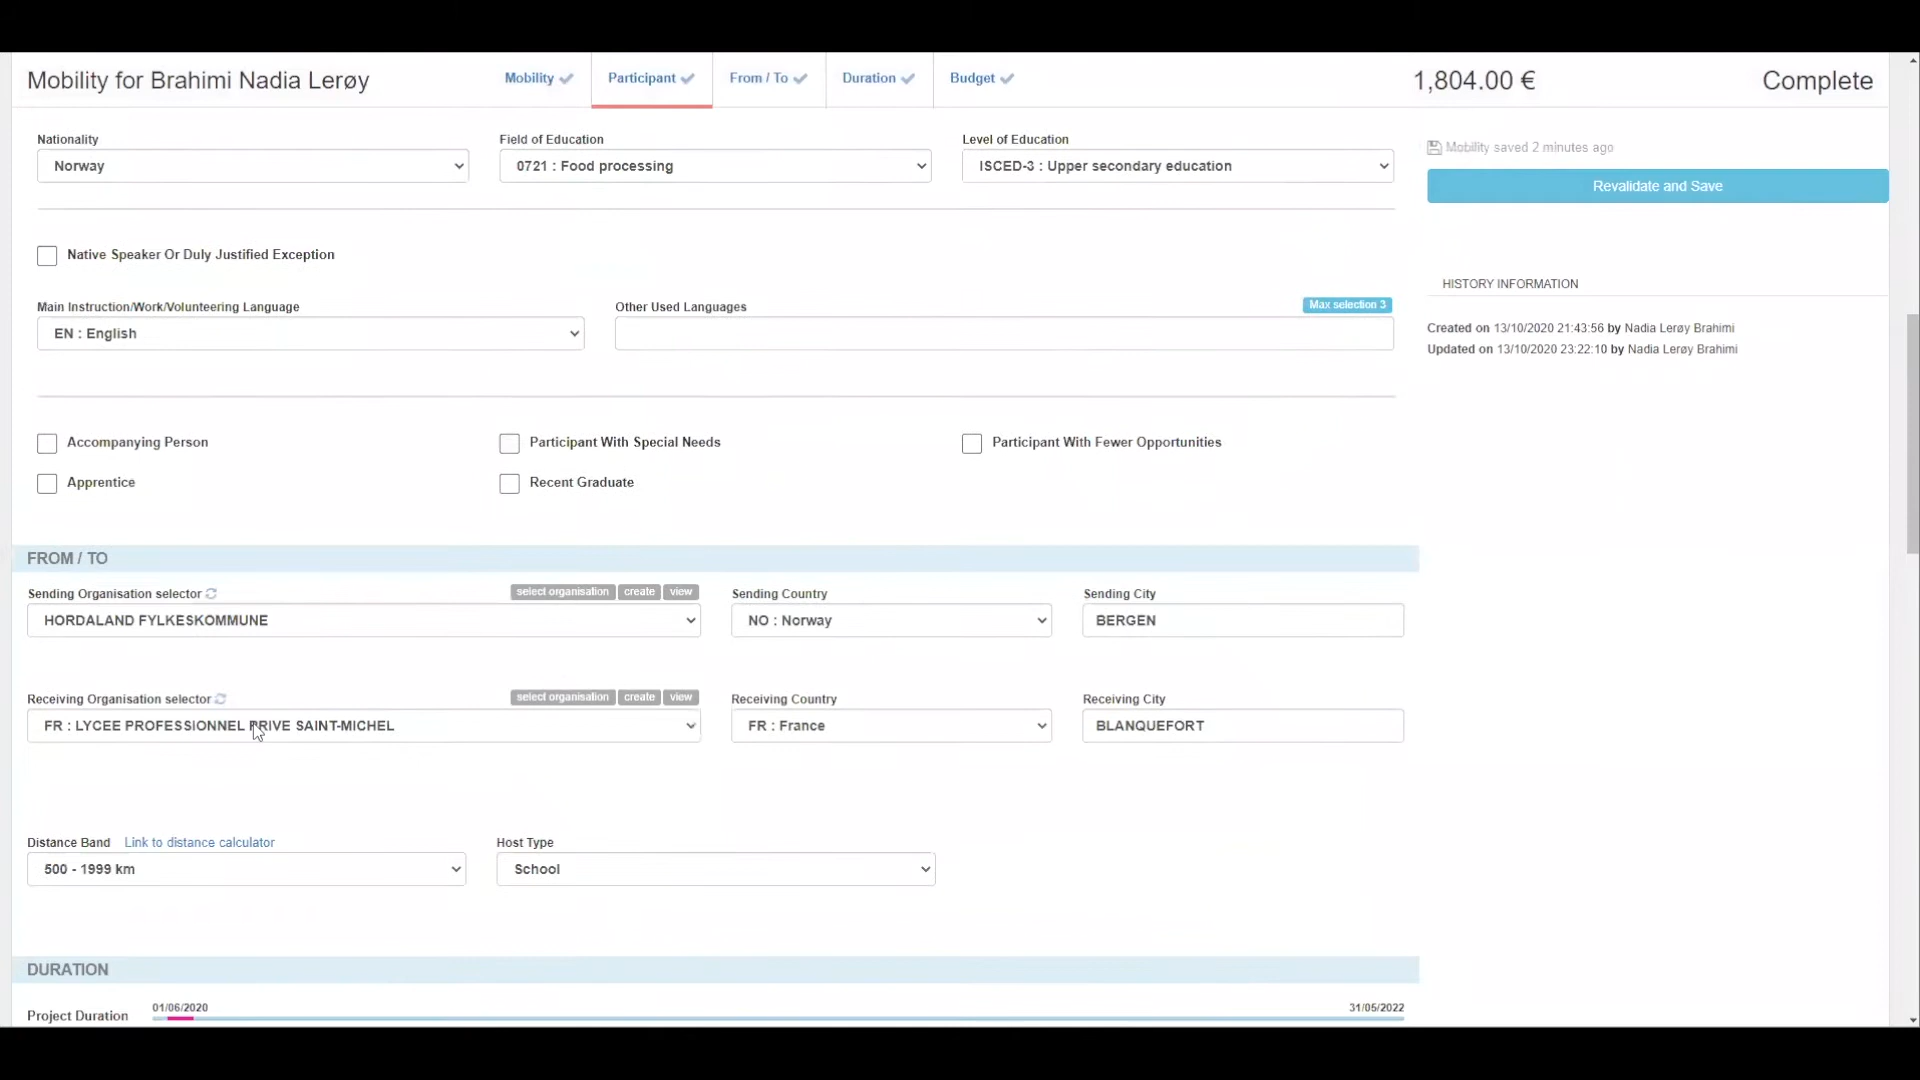 Mobility for Brahimi Nadia Lerøy
Mobility
Participant
From / To
Duration
Budget
1,804.00 €
Complete
Nationality
Field of Education
Level of Education
Norway
0721 : Food processing
ISCED-3 : Upper secondary education
Mobility saved 2 minutes ago
Revalidate and Save
Native Speaker Or Duly Justified Exception
HISTORY INFORMATION
Main Instruction/Work/Volunteering Language
Other Used Languages
Max selection 3
EN : English
Created on 13/10/2020 21:43:56 by Nadia Lerøy Brahimi
Updated on 13/10/2020 23:22:10 by Nadia Lerøy Brahimi
Accompanying Person
Participant With Special Needs
Participant With Fewer Opportunities
Apprentice
Recent Graduate
FROM / TO
Sending Organisation selector
select organisation
create
view
Sending Country
Sending City
HORDALAND FYLKESKOMMUNE
NO : Norway
BERGEN
Receiving Organisation selector
select organisation
create
view
Receiving Country
Receiving City
FR : LYCEE PROFESSIONNEL PRIVE SAINT-MICHEL
FR : France
BLANQUEFORT
Distance Band
Link to distance calculator
Host Type
500 - 1999 km
School
DURATION
01/06/2020
31/05/2022
Project Duration